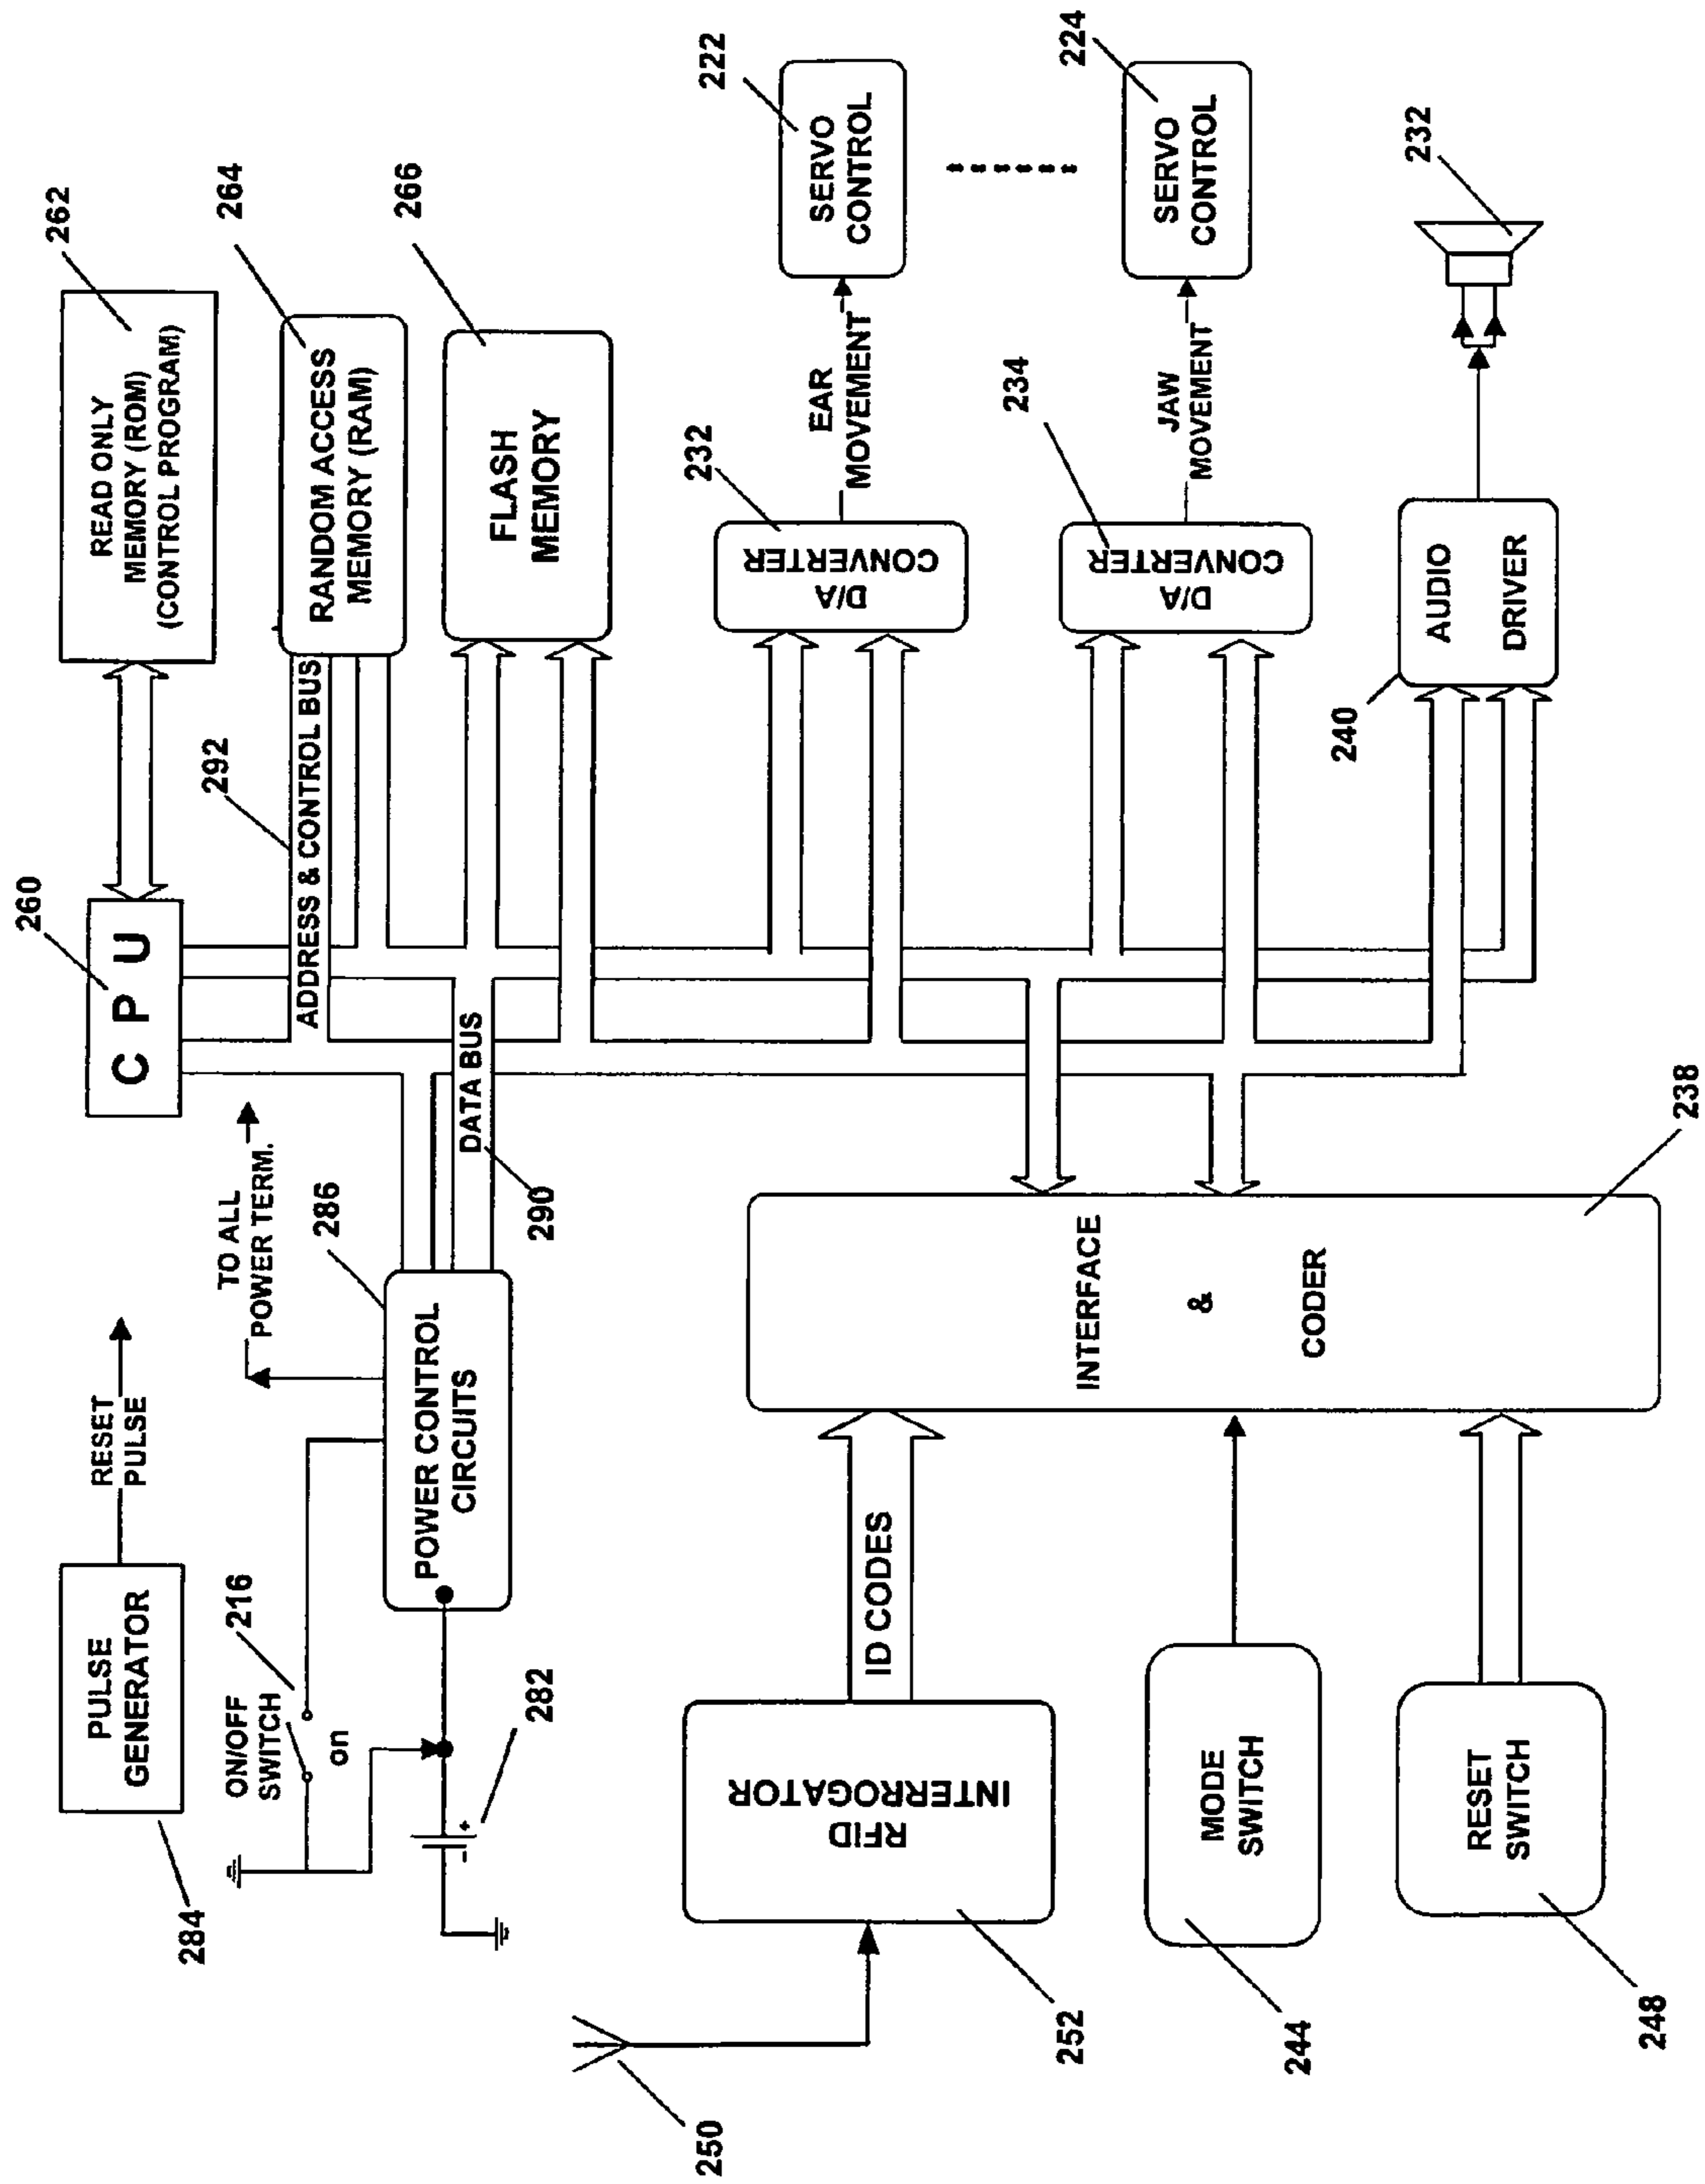 260
C P U
262
READ ONLY
MEMORY (ROM)
(CONTROL PROGRAM)
264
RANDOM ACCESS
MEMORY (RAM)
292
ADDRESS & CONTROL BUS
266
FLASH
MEMORY
284
PULSE
GENERATOR
RESET
PULSE
TO ALL
POWER TERM.
216
ON/OFF
SWITCH
on
286
POWER CONTROL
CIRCUITS
DATA BUS
290
282
+
-
232
D/A
CONVERTER
EAR
MOVEMENT
222
SERVO
CONTROL
234
D/A
CONVERTER
JAW
MOVEMENT
224
SERVO
CONTROL
240
AUDIO
DRIVER
232
250
252
RFID
INTERROGATOR
ID CODES
244
MODE
SWITCH
248
RESET
SWITCH
INTERFACE
&
CODER
238